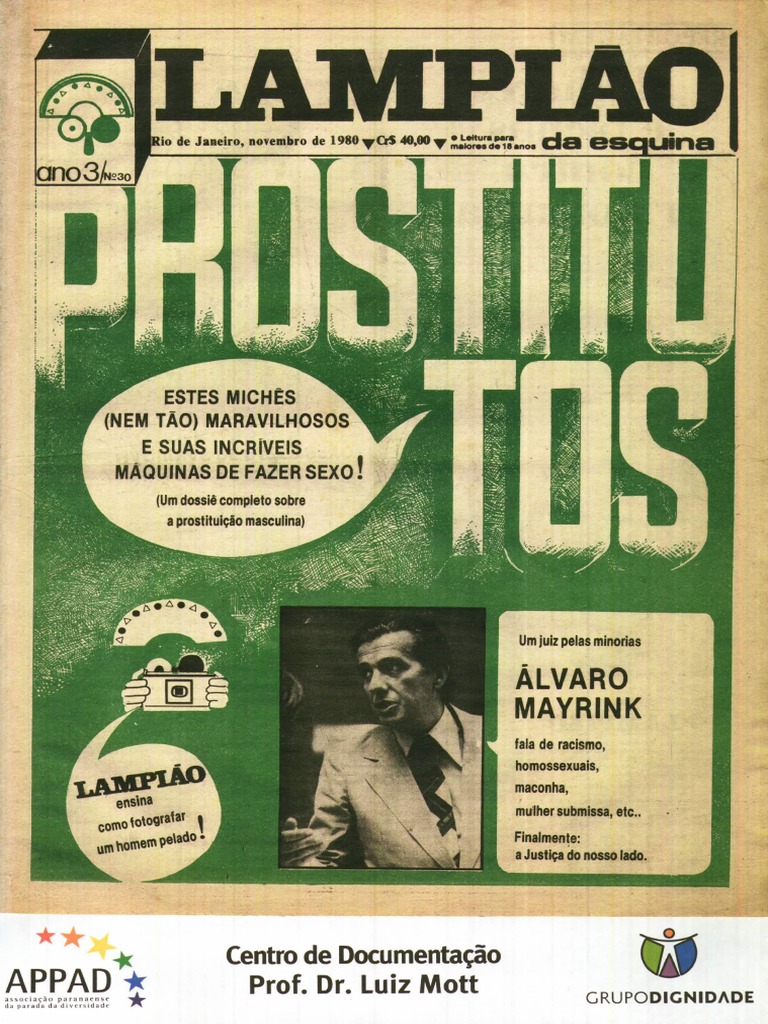 LAMPIÃO
da esquina
Rio de Janeiro, novembro de 1980 ▼ Cr$ 40,00 ▼
● Leitura para
maiores de 18 anos
ano 3/Nº30
PROSTITU
TOS
ESTES MICHÊS
(NEM TÃO) MARAVILHOSOS
E SUAS INCRÍVEIS
MÁQUINAS DE FAZER SEXO!
(Um dossiê completo sobre
a prostituição masculina)
LAMPIÃO
ensina
como fotografar
um homem pelado!
Um juiz pelas minorias
ÁLVARO
MAYRINK
fala de racismo,
homossexuais,
maconha,
mulher submissa, etc..
Finalmente:
a Justiça do nosso lado.
APPAD
associação paranaense
da parada da diversidade
Centro de Documentação
Prof. Dr. Luiz Mott
GRUPODIGNIDADE